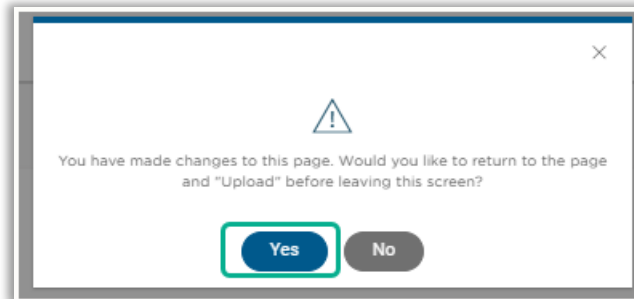 You have made changes to this page. Would you like to return to the page
and "Upload" before leaving this screen?
Yes No